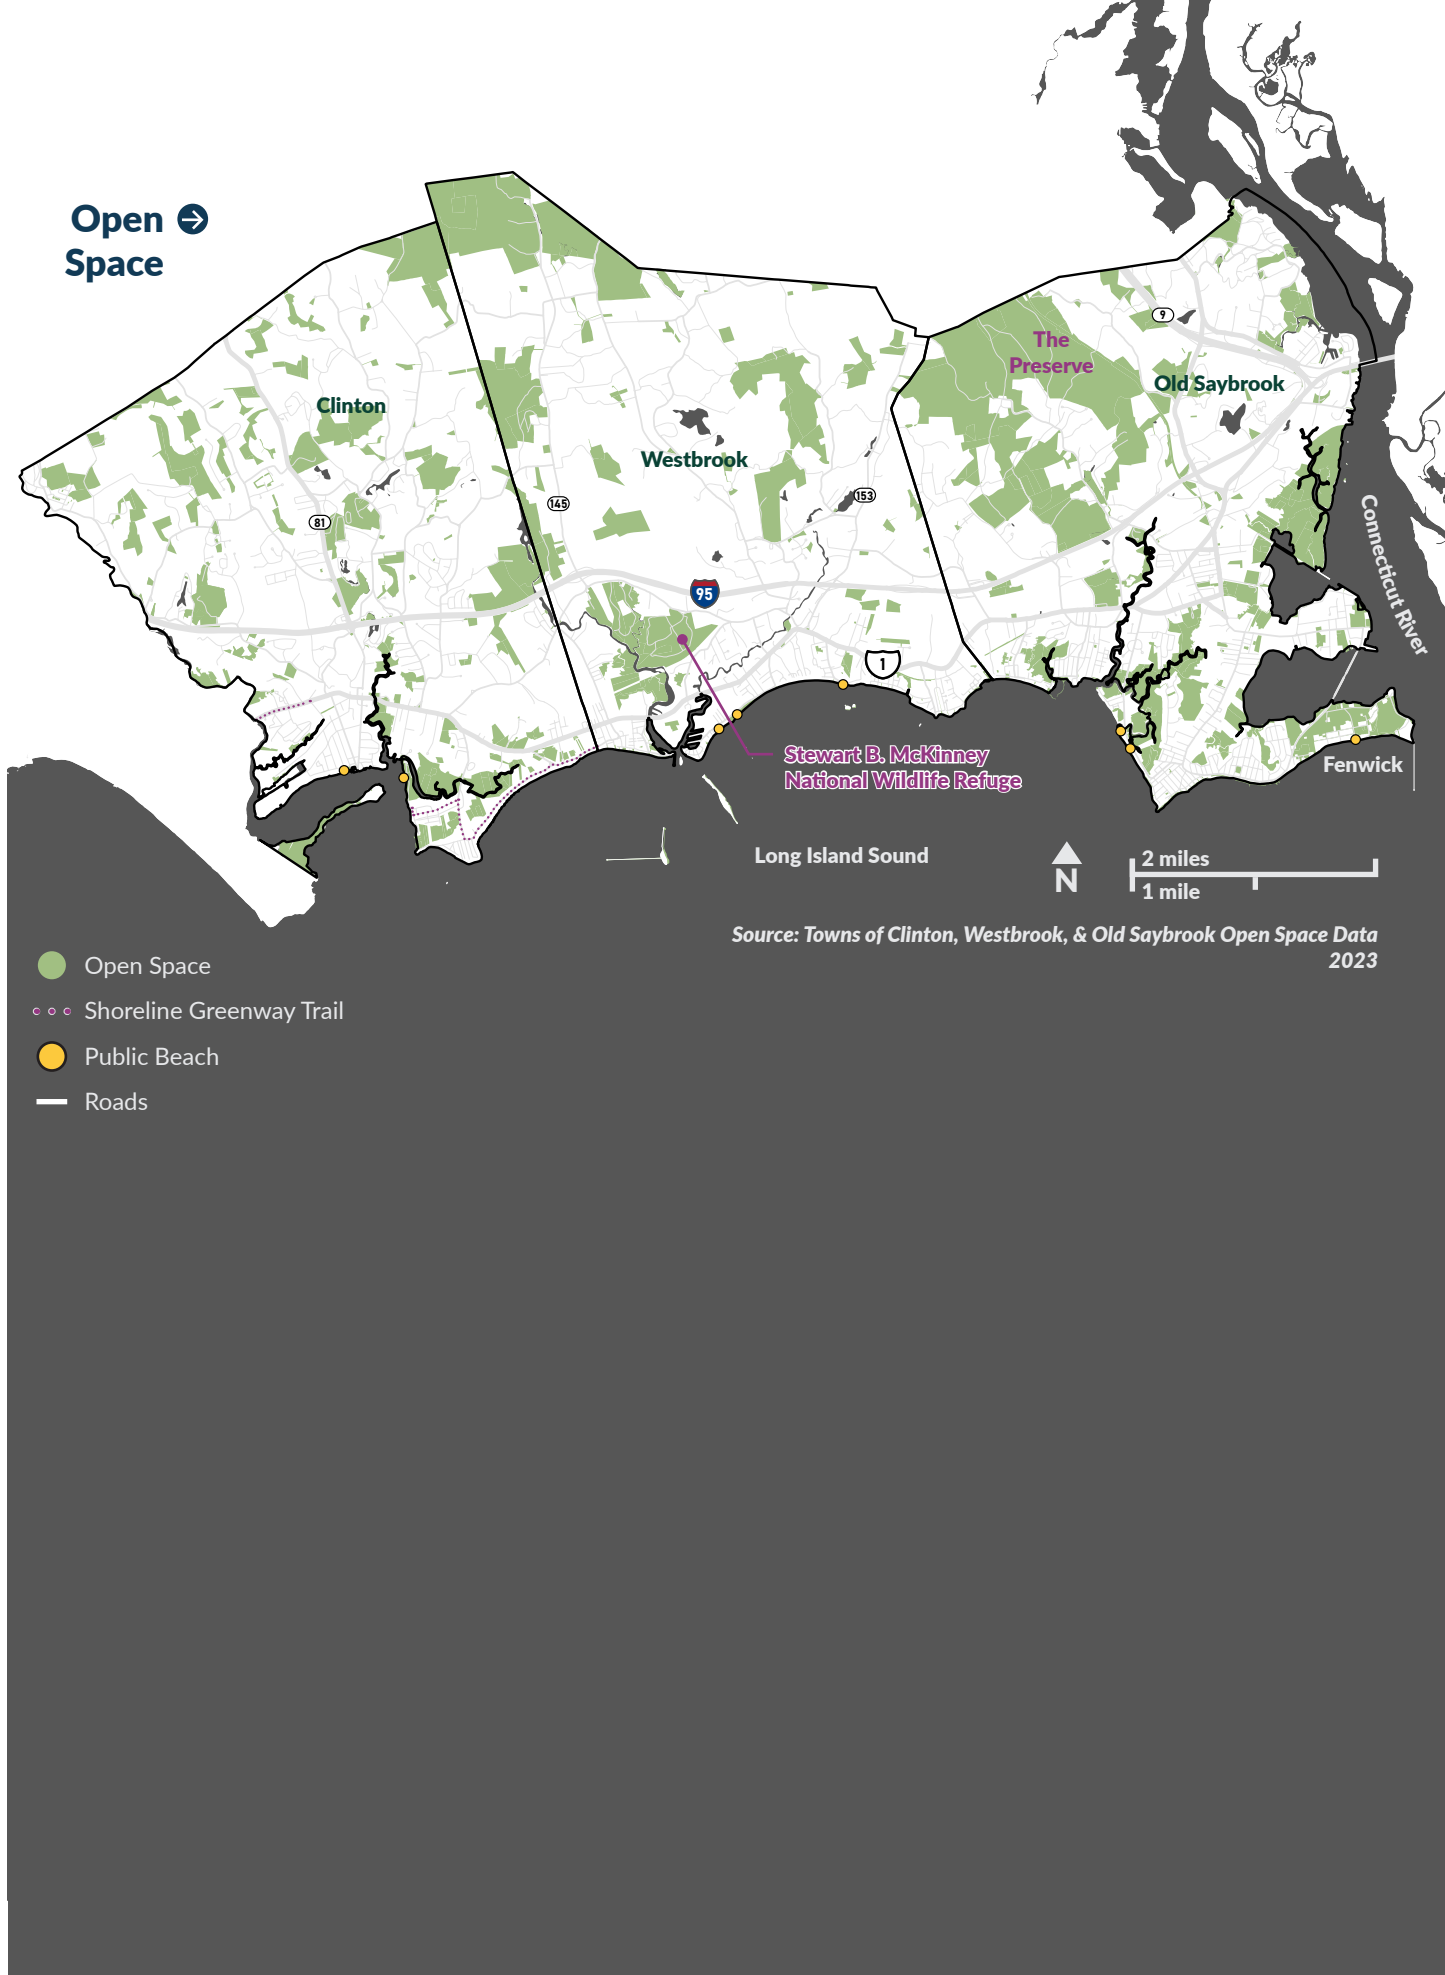 Open
Space
9
The
Preserve
Old Saybrook
Clinton
Westbrook
145
153
81
Connecticut River
95
1
Stewart B. McKinney
National Wildlife Refuge
Fenwick
Long Island Sound
N
2 miles
1 mile
Source: Towns of Clinton, Westbrook, & Old Saybrook Open Space Data
2023
Open Space
Shoreline Greenway Trail
Public Beach
Roads